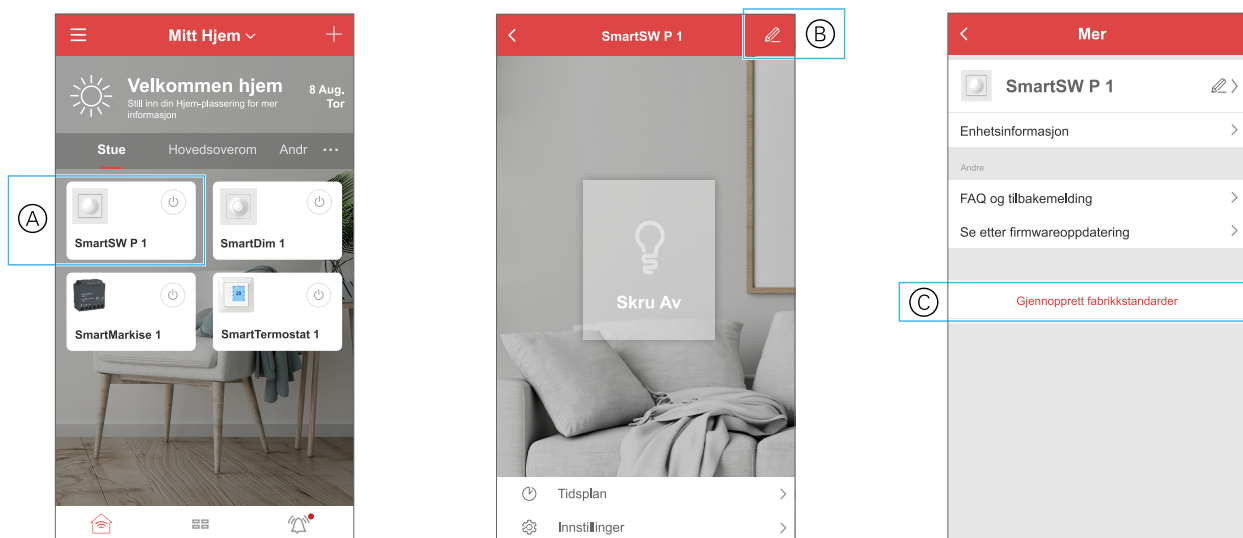 Mitt Hjem
Velkommen hjem
Still inn din Hjem-plassering for mer
informasjon
8 Aug.
Tor
Stue Hovedsoverom Andr ...
A
SmartSW P 1
SmartDim 1
SmartMarkise 1
SmartTermostat 1
SmartSW P 1
B
Skru Av
Tidsplan
Innstillinger
Mer
SmartSW P 1
Enhetsinformasjon
Andre
FAQ og tilbakemelding
Se etter firmwareoppdatering
C
Gjennopprett fabrikkstandarder